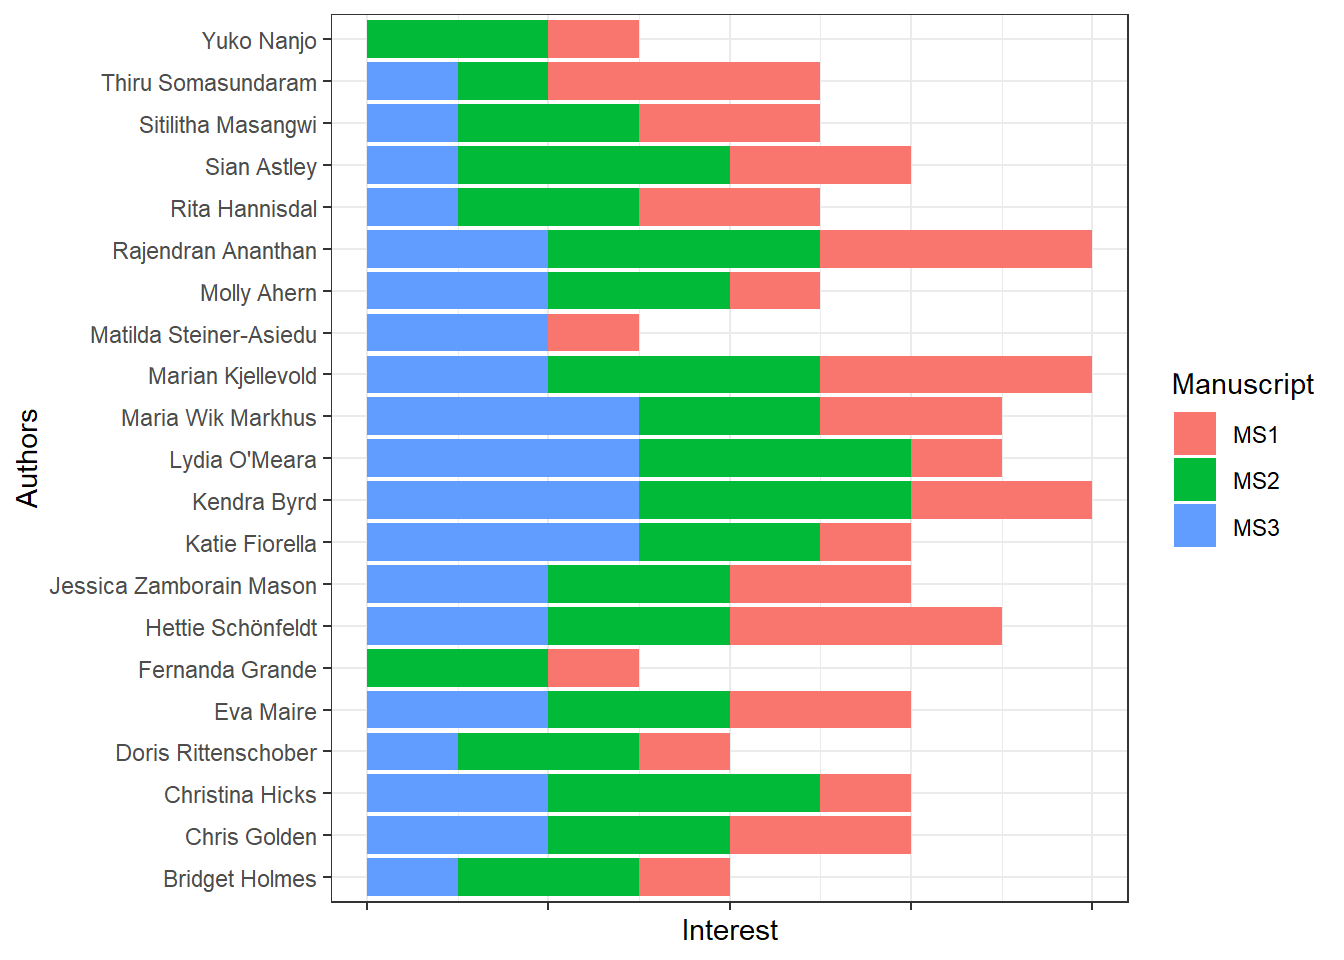 Yuko Nanjo
Thiru Somasundaram
Sitilitha Masangwi
Sian Astley
Rita Hannisdal
Rajendran Ananthan
Molly Ahern
Matilda Steiner-Asiedu
Marian Kjellevold
Maria Wik Markhus
Lydia O'Meara
Kendra Byrd
Katie Fiorella
Jessica Zamborain Mason
Hettie Schönfeldt
Fernanda Grande
Eva Maire
Doris Rittenschober
Christina Hicks
Chris Golden
Bridget Holmes
Authors
Interest
Manuscript
MS1
MS2
MS3